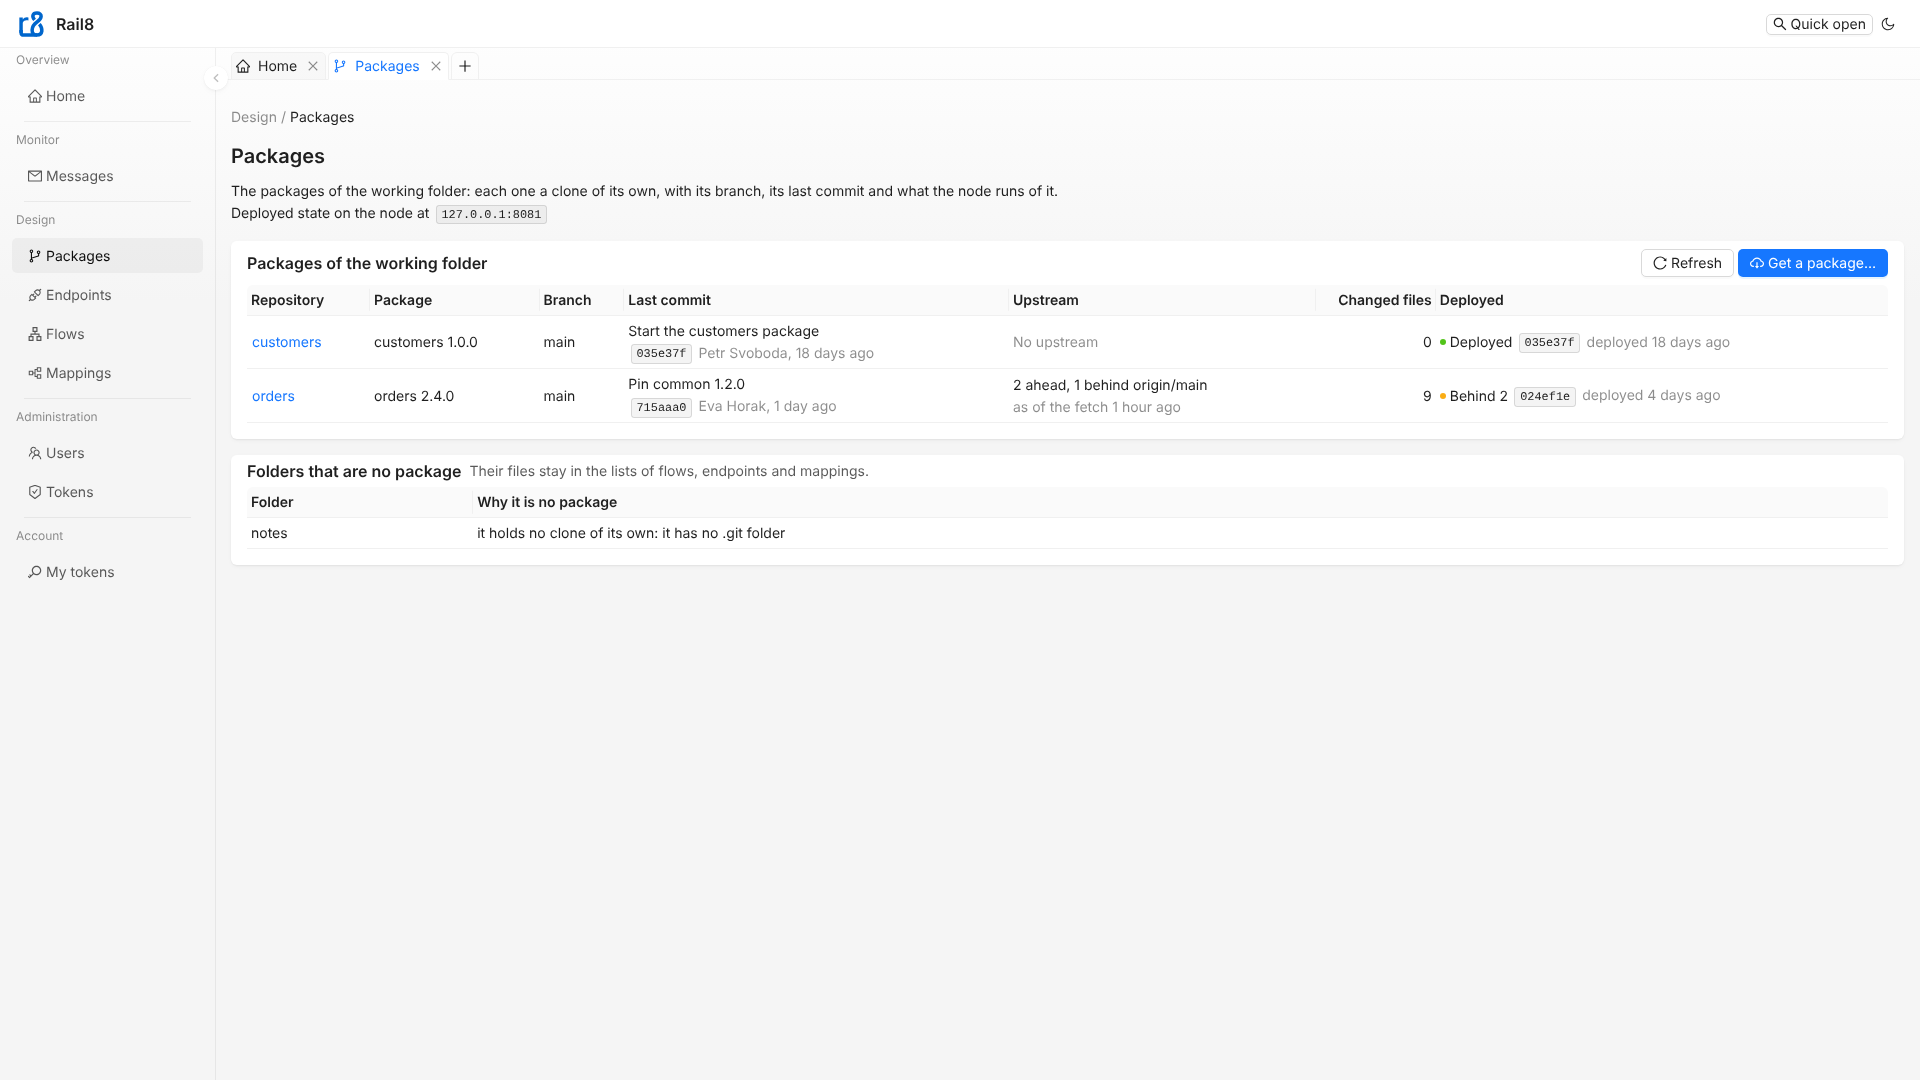 Rail8
Quick open
Overview
Home
Monitor
Messages
Design
Packages
Endpoints
Flows
Mappings
Administration
Users
Tokens
Account
My tokens
Home
Packages
Design / Packages
Packages
The packages of the working folder: each one a clone of its own, with its branch, its last commit and what the node runs of it.
Deployed state on the node at 127.0.0.1:8081
Packages of the working folder
Refresh
Get a package...
Repository Package Branch Last commit Upstream Changed files Deployed
customers customers 1.0.0 main Start the customers package No upstream 0 Deployed 035e37f deployed 18 days ago
035e37f Petr Svoboda, 18 days ago
orders orders 2.4.0 main Pin common 1.2.0 2 ahead, 1 behind origin/main 9 Behind 2 024ef1e deployed 4 days ago
715aaa0 Eva Horak, 1 day ago as of the fetch 1 hour ago
Folders that are no package Their files stay in the lists of flows, endpoints and mappings.
Folder Why it is no package
notes it holds no clone of its own: it has no .git folder